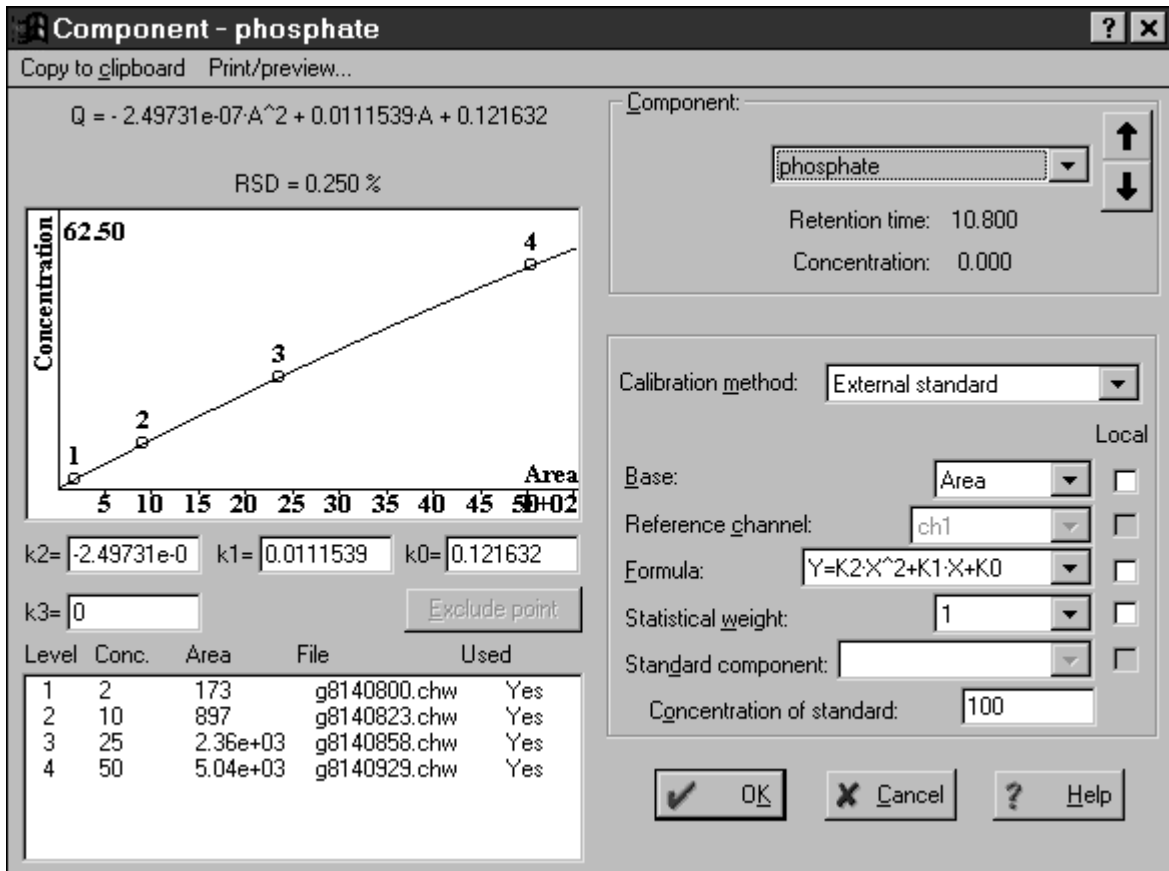 Component - phosphate
Copy to clipboard Print/preview...
Q = - 2.49731e-07·A^2 + 0.0111539·A + 0.121632
RSD = 0.250 %
Concentration
62.50
1
2
3
4
Area
5 10 15 20 25 30 35 40 45 50
k2= -2.49731e-0 k1= 0.0111539 k0= 0.121632
k3= 0 Exclude point
Level Conc. Area File Used
1 2 173 g8140800.chw Yes
2 10 897 g8140823.chw Yes
3 25 2.36e+03 g8140858.chw Yes
4 50 5.04e+03 g8140929.chw Yes
Component:
phosphate
Retention time: 10.800
Concentration: 0.000
Calibration method: External standard
Local
Base: Area
Reference channel: ch1
Formula: Y=K2·X^2+K1·X+K0
Statistical weight: 1
Standard component:
Concentration of standard: 100
OK Cancel ? Help